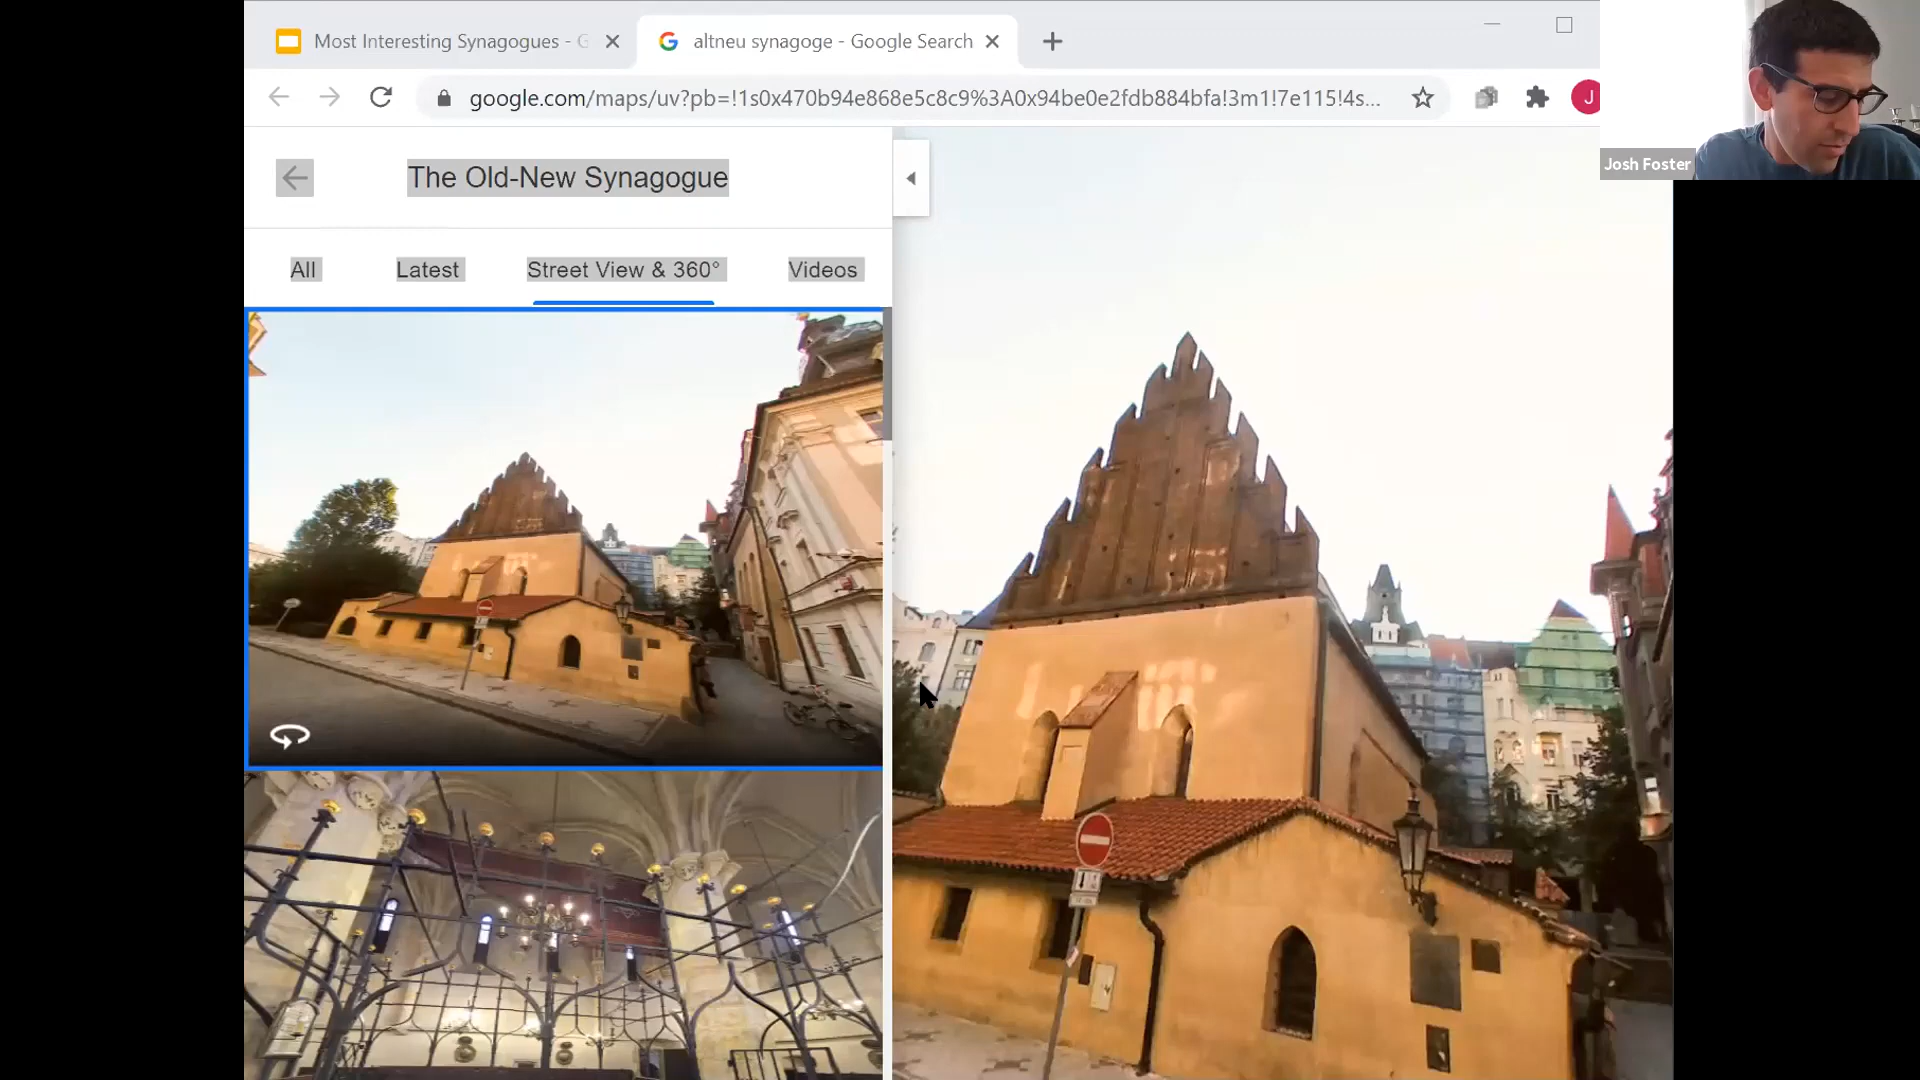 Most Interesting Synagogues - G
altneu synagoge - Google Search
google.com/maps/uv?pb=!1s0x470b94e868e5c8c9%3A0x94be0e2fdb884bfa!3m1!7e115!4s...
J
Josh Foster
The Old-New Synagogue
All
Latest
Street View & 360°
Videos